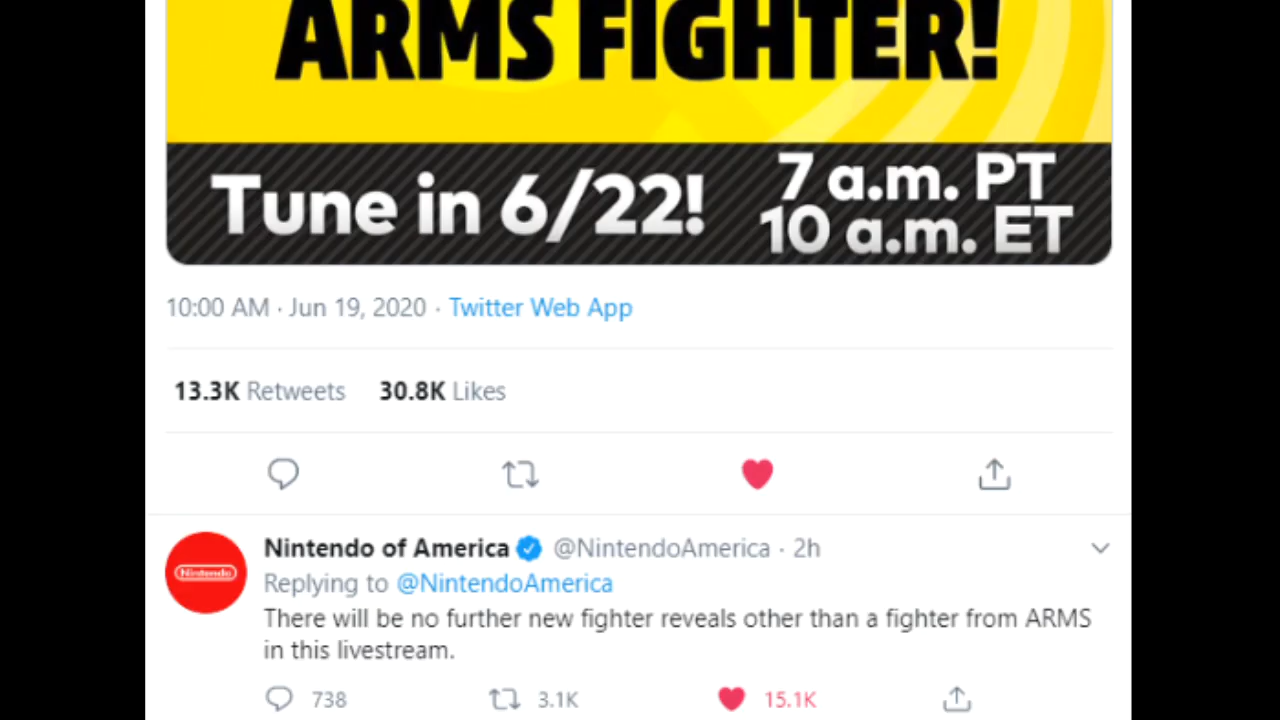 ARMS FIGHTER!
Tune in 6/22!
7 a.m. PT
10 a.m. ET
10:00 AM · Jun 19, 2020 · Twitter Web App
13.3K Retweets 30.8K Likes
Nintendo
Nintendo of America @NintendoAmerica · 2h
Replying to @NintendoAmerica
There will be no further new fighter reveals other than a fighter from ARMS
in this livestream.
738 3.1K 15.1K